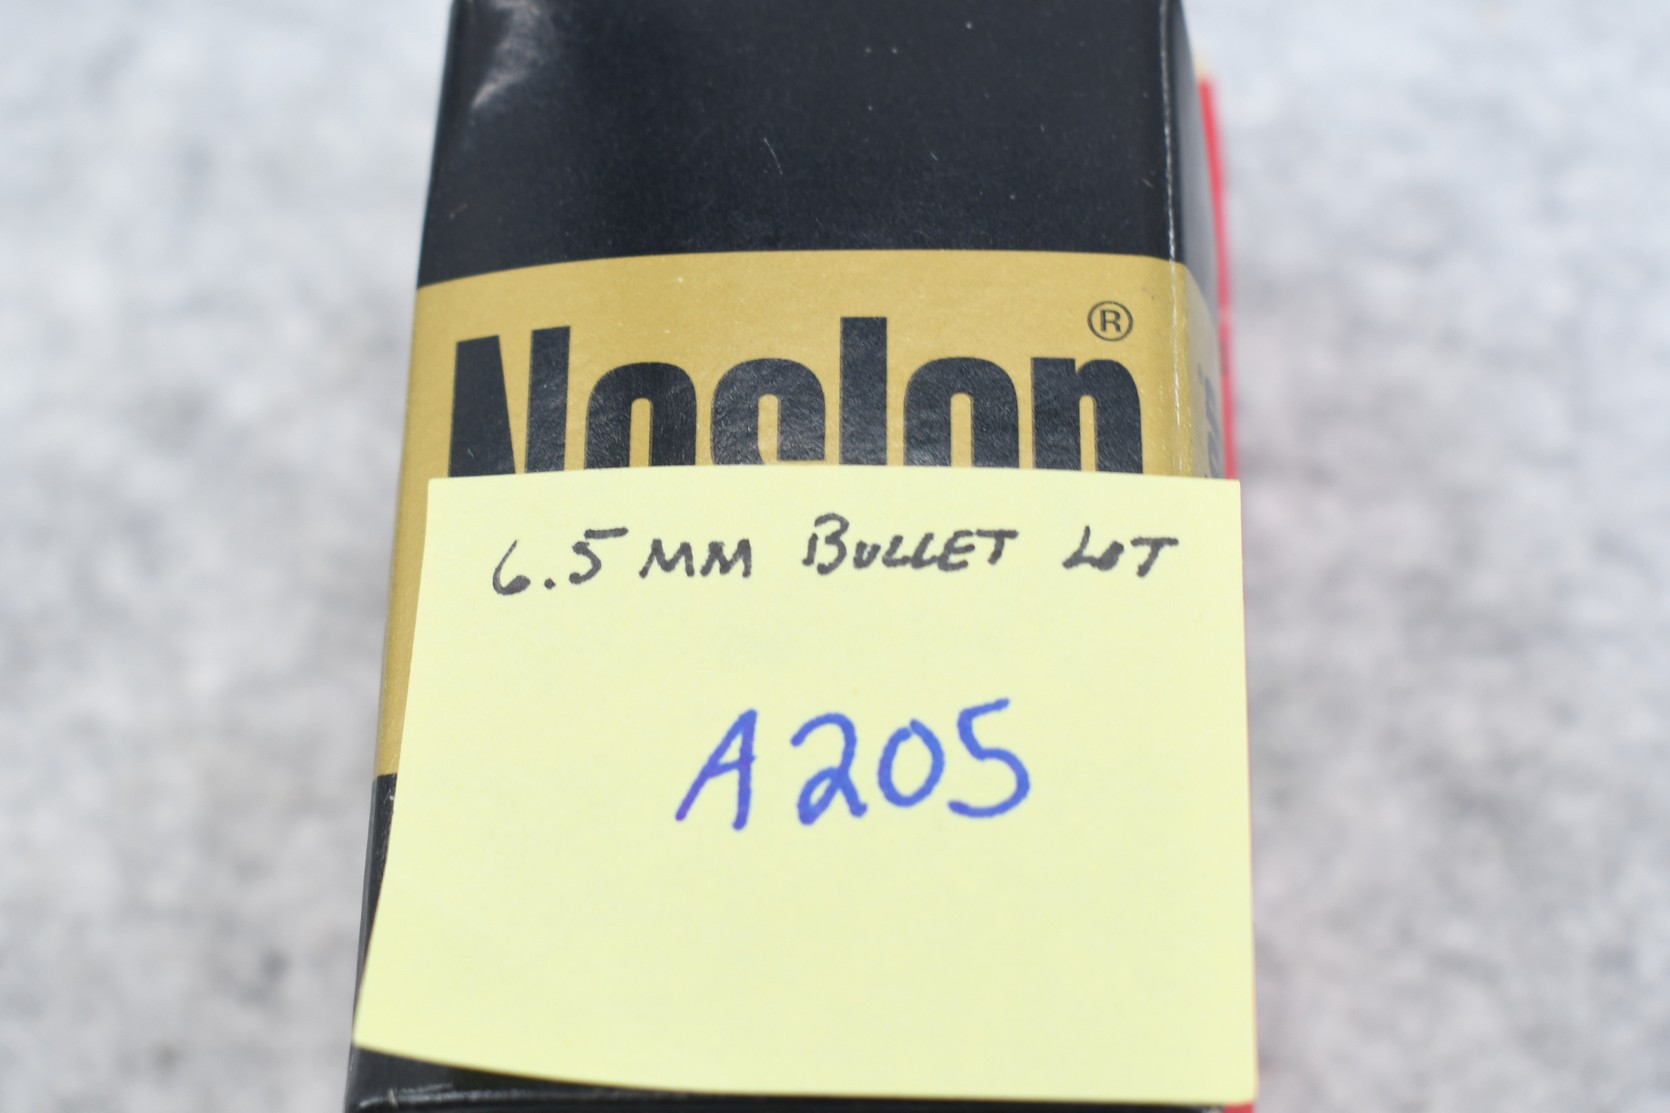 Nosler®
6.5 MM BULLET LOT
A205